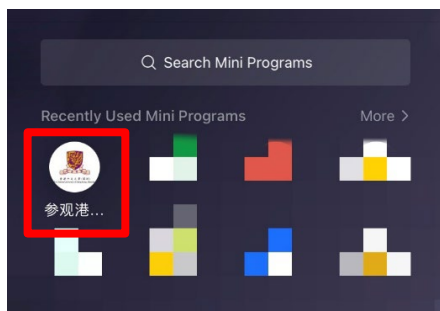 Search Mini Programs
Recently Used Mini Programs
More >
参观港...